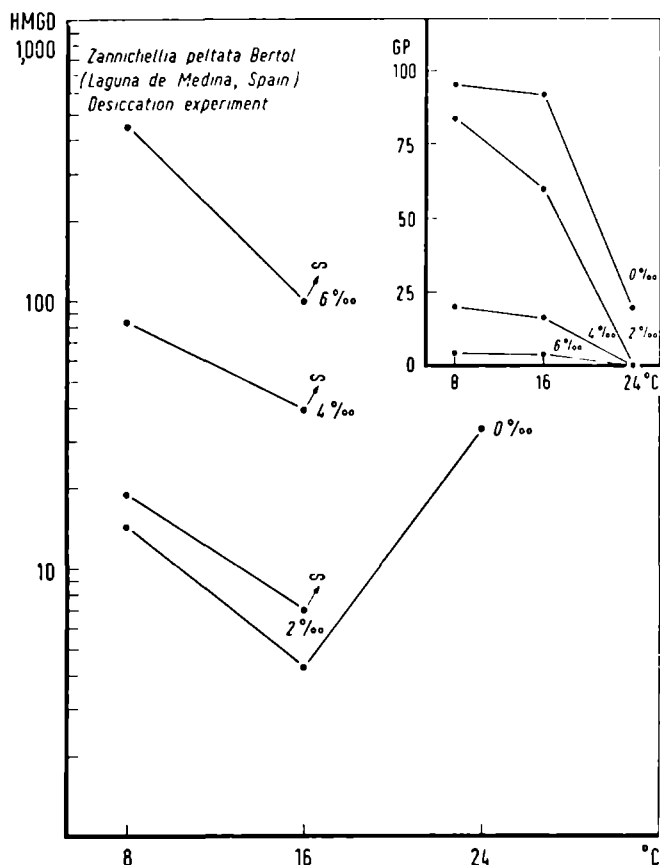 HMGD
1,000
Zannichellia peltata Bertol
(Laguna de Medina, Spain)
Desiccation experiment
GP
100
75
50
25
0
0‰
2‰
4‰
6‰
8
16
24°C
100
10
S
6‰
S
4‰
S
2‰
0‰
8
16
24
°C